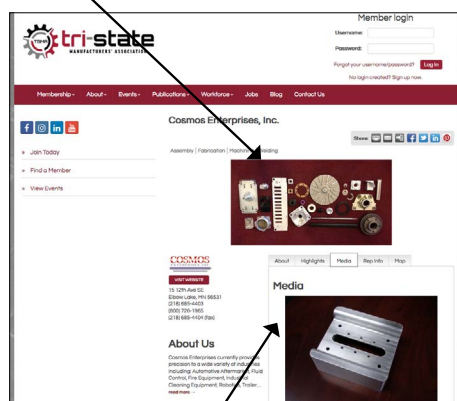 Member login
Username:
Password:
Forgot your username/password? Log In
No login created? Sign up now.
TSMA
tri-state
MANUFACTURERS' ASSOCIATION
Membership About Events Publications Workforce Jobs Blog Contact Us
Cosmos Enterprises, Inc.
Share:
Assembly | Fabrication | Machining Welding
» Join Today
» Find a Member
» View Events
COSMOS
VISIT WEBSITE
15 12th Ave SE
Elbow Lake, MN 56531
(218) 685-4403
(800) 726-1865
(218) 685-4404 (fax)
About Highlights Media Rep Info Map
Media
About Us
Cosmos Enterprises currently provides
precision to a wide variety of industries
including: Automotive Aftermarket, Fluid
Control, Fire Equipment, Industrial
Cleaning Equipment, Robotics, Trailer...
read more →